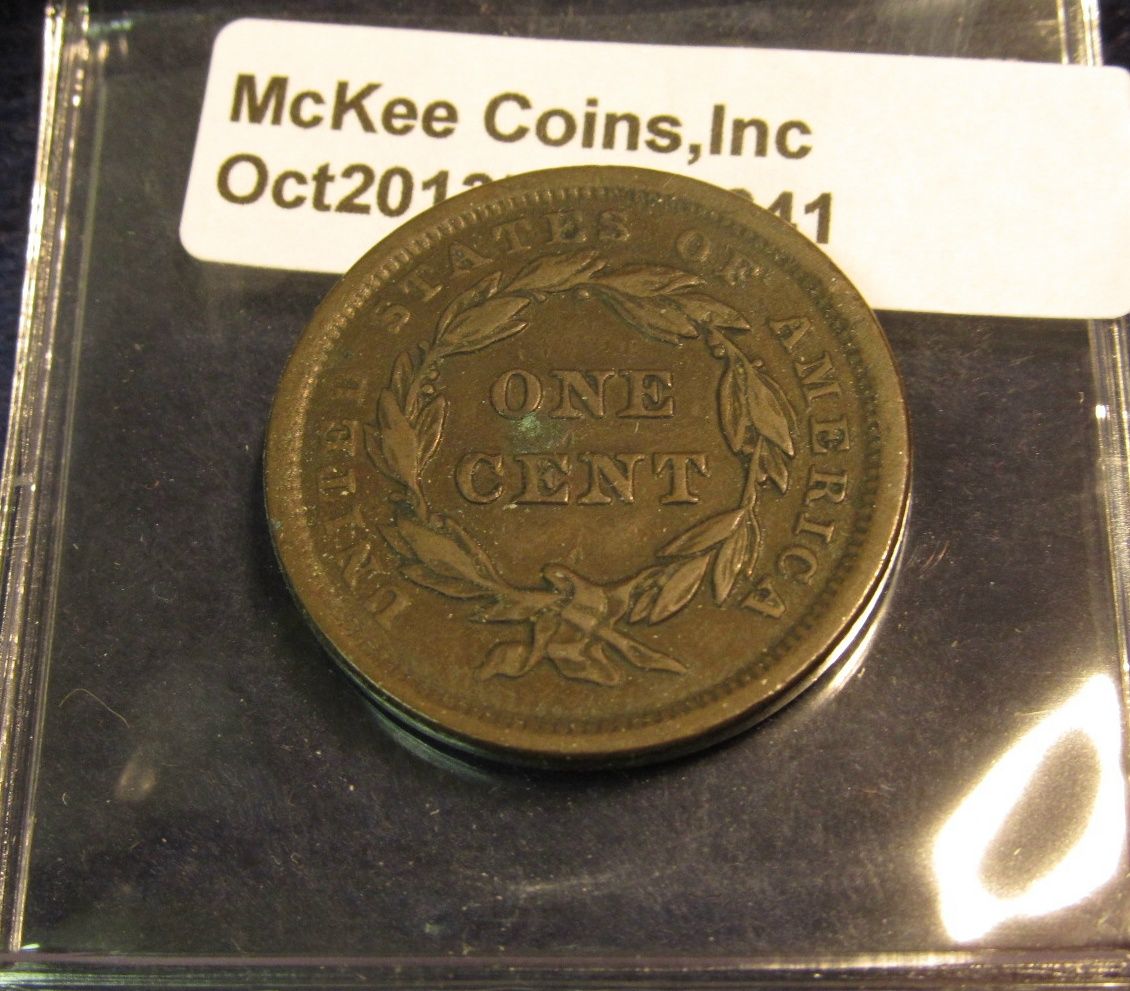 McKee Coins,Inc
UNITED STATES OF AMERICA
ONE
CENT